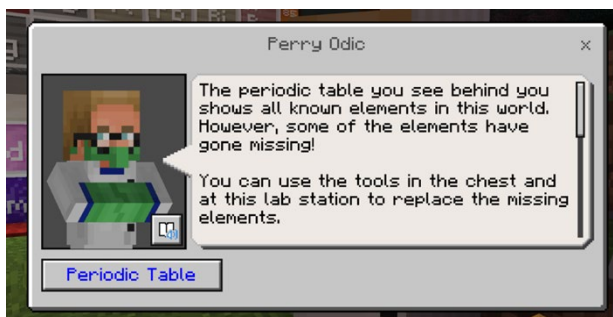 Perry Odic
x
The periodic table you see behind you
shows all known elements in this world.
However, some of the elements have
gone missing!
You can use the tools in the chest and
at this lab station to replace the missing
elements.
Periodic Table